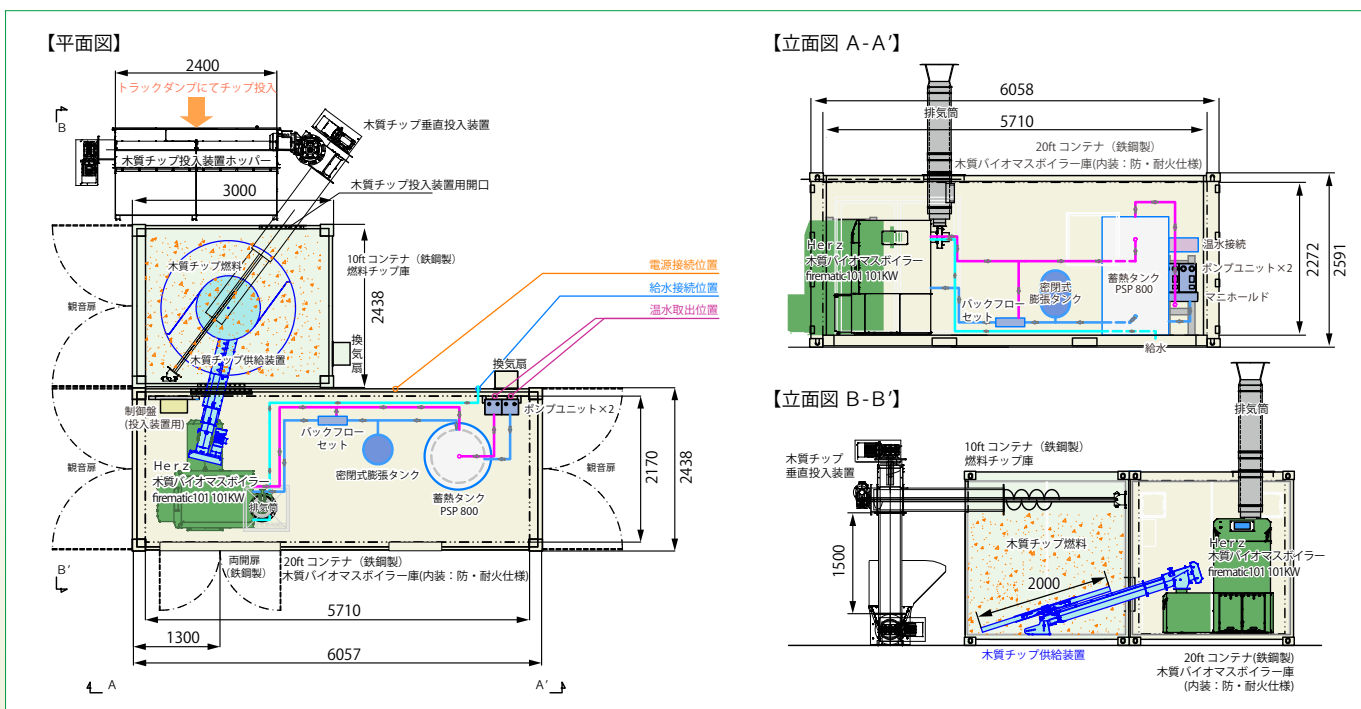 【平面図】
2400
トラックダンプにてチップ投入
B
木質チップ垂直投入装置
木質チップ投入装置ホッパー
3000
木質チップ投入装置用開口
木質チップ燃料
10ft コンテナ（鉄鋼製）
燃料チップ庫
2438
観音扉
木質チップ供給装置
換気扇
電源接続位置
給水接続位置
温水取出位置
換気扇
制御盤
(投入装置用)
ポンプユニット×2
バックフロー
セット
密閉式膨張タンク
観音扉
Herz
木質バイオマスボイラー
firematic101 101KW
排気筒
蓄熱タンク
PSP 800
2170
2438
観音扉
B′
両開扉
（鉄鋼製）
20ft コンテナ（鉄鋼製）
木質バイオマスボイラー庫(内装：防・耐火仕様)
5710
1300
6057
A
A′
【立面図 A-A′】
6058
排気筒
5710
20ft コンテナ（鉄鋼製）
木質バイオマスボイラー庫(内装：防・耐火仕様)
Herz
木質バイオマスボイラー
firematic101 101KW
バックフロー
セット
密閉式
膨張タンク
蓄熱タンク
PSP 800
温水接続
ポンプユニット×2
マニホールド
給水
2272
2591
【立面図 B-B′】
排気筒
木質チップ
垂直投入装置
10ft コンテナ（鉄鋼製）
燃料チップ庫
1500
木質チップ燃料
2000
Herz
木質バイオマスボイラー
firematic101 101KW
木質チップ供給装置
20ft コンテナ(鉄鋼製)
木質バイオマスボイラー庫
(内装：防・耐火仕様)